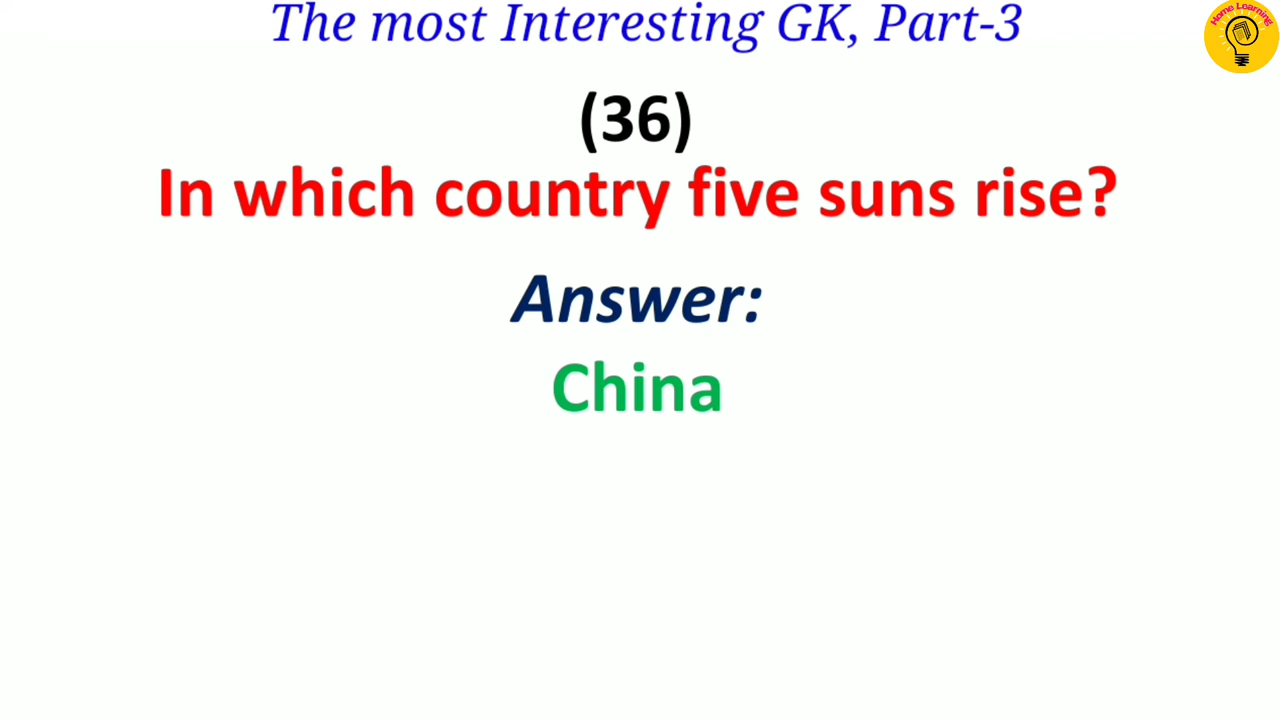 The most Interesting GK, Part-3
Home Learning
(36)
In which country five suns rise?
Answer:
China